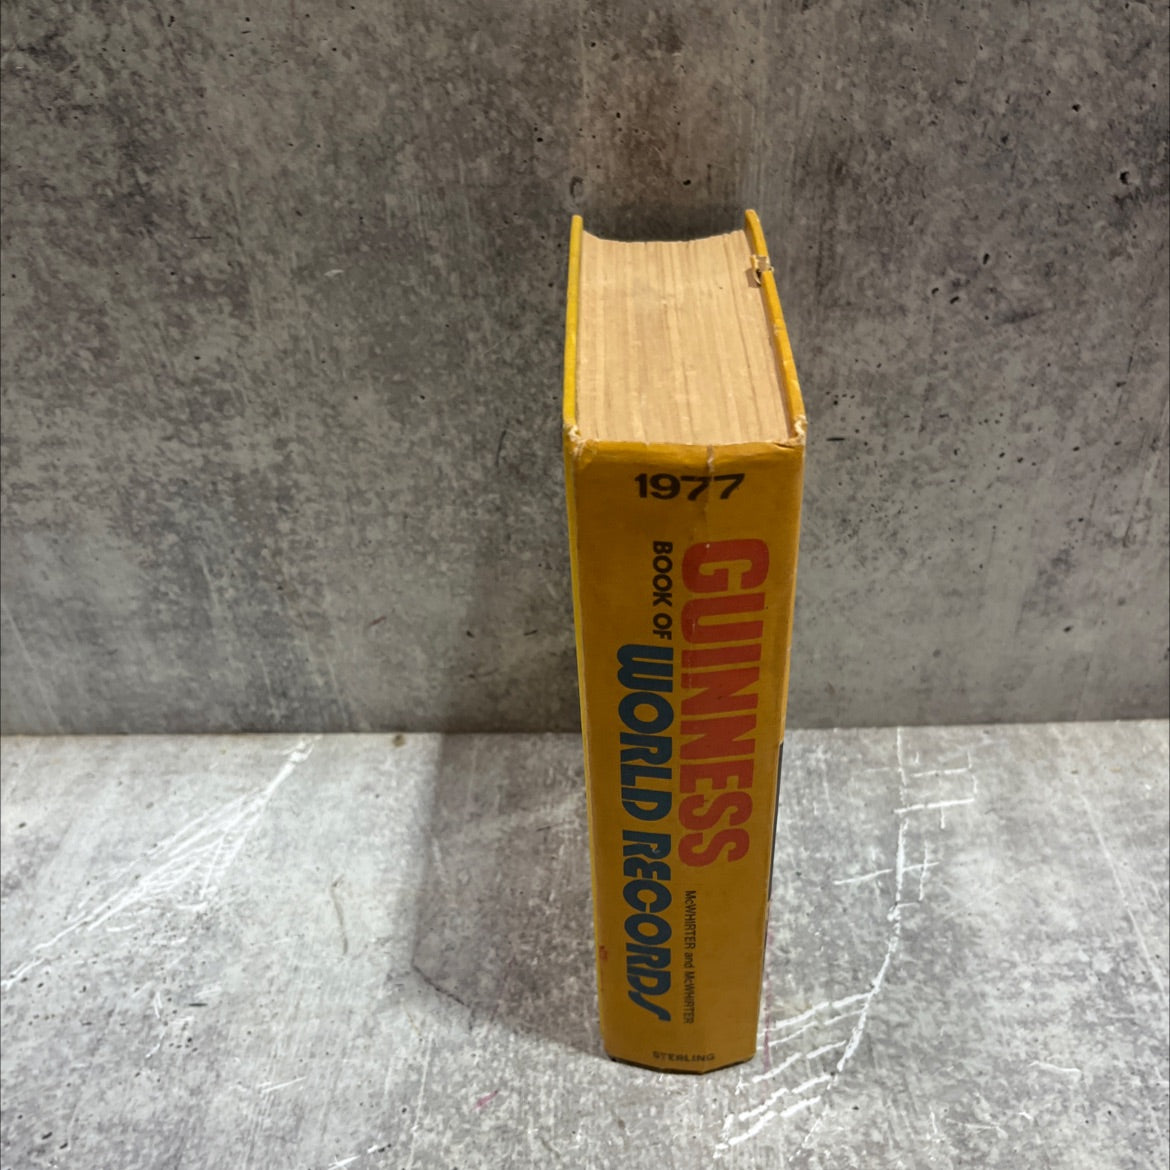 1977
GUINNESS
BOOK OF
WORLD RECORDS
McWHIRTER and McWHIRTER
STERLING